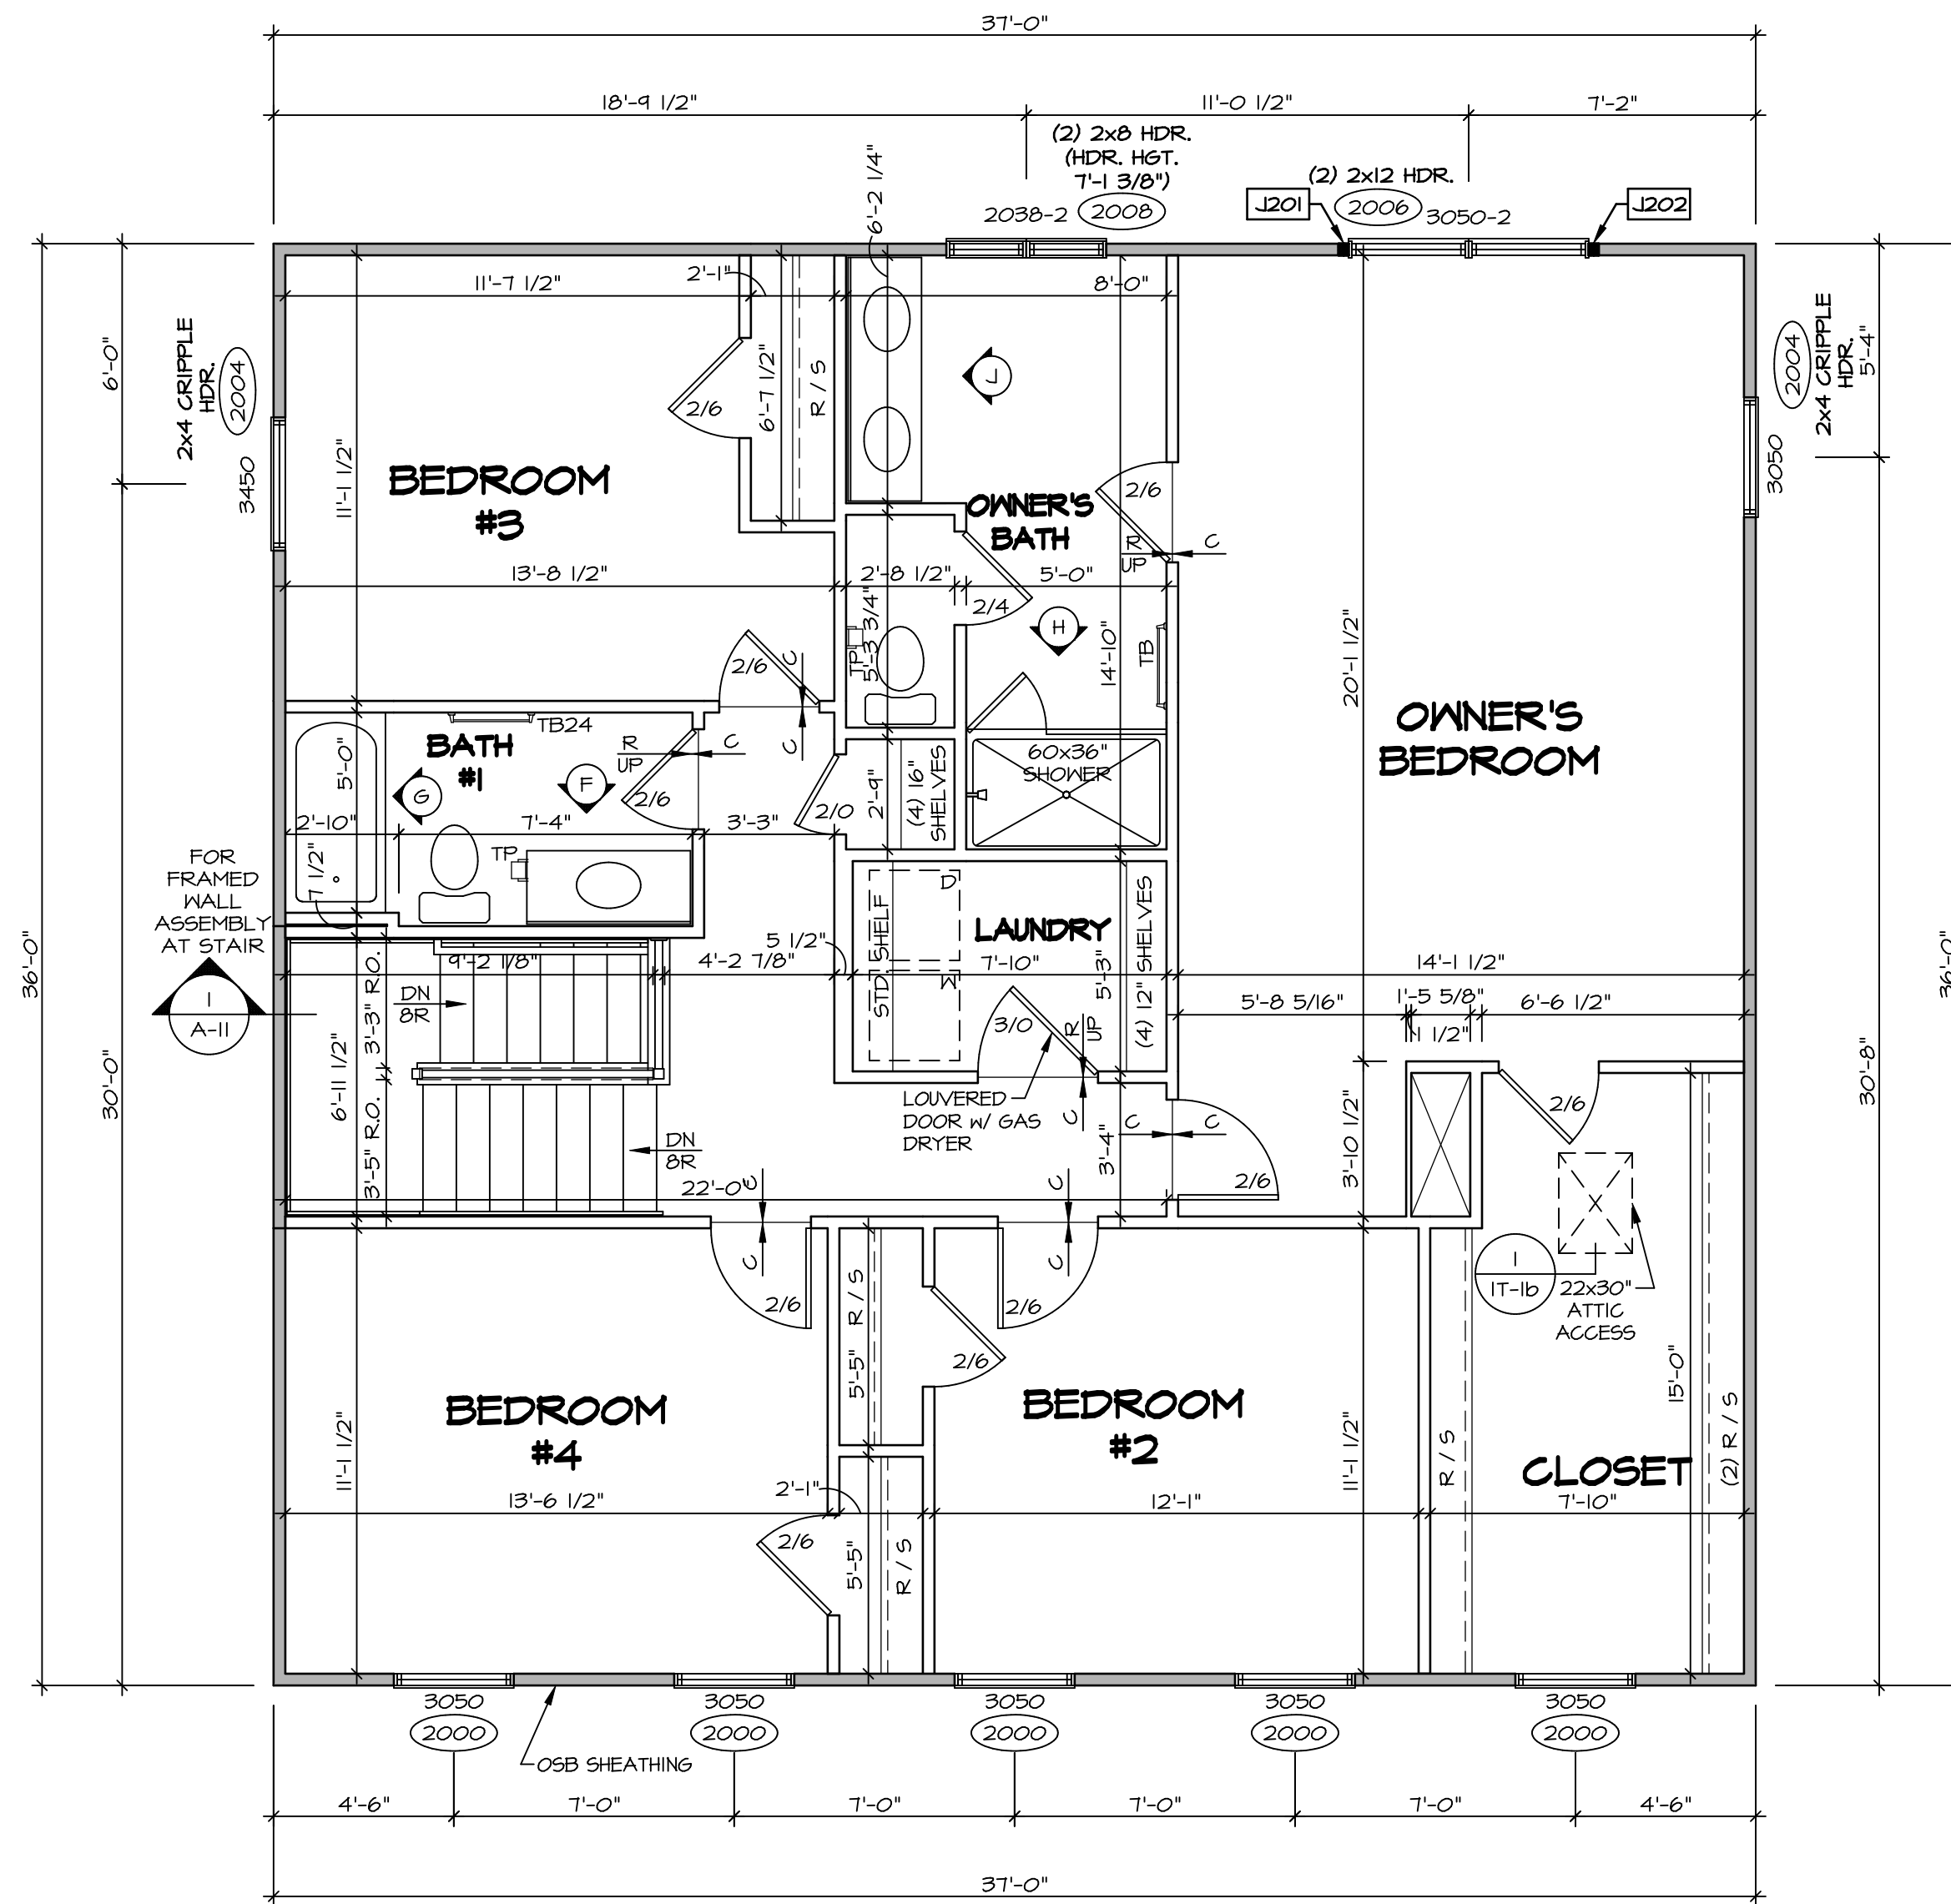 37'-0"
18'-9 1/2"
11'-0 1/2"
7'-2"
(2) 2x8 HDR.
(HDR. HGT.
7'-1 3/8")
2038-2
2008
6'-2 1/4"
(2) 2x12 HDR.
J201
2006
3050-2
J202
11'-7 1/2"
2'-1"
8'-0"
6'-0"
2x4 CRIPPLE
HDR.
2004
3450
2004
2x4 CRIPPLE
HDR.
5'-4"
3050
2/6
6'-7 1/2"
R / S
L
11'-1 1/2"
BEDROOM
#3
OWNER'S
BATH
2/6
R
UP
C
13'-8 1/2"
2'-8 1/2"
5'-0"
2/4
5'-3 3/4"
TP
H
14'-10"
TB
20'-1 1/2"
2/6
C
C
OWNER'S
BEDROOM
TB24
BATH
#1
R
UP
C
5'-0"
G
F
2/6
2/0
2'-9"
(4) 16"
SHELVES
60x36"
SHOWER
2'-10"
7'-4"
3'-3"
TP
7 1/2"
FOR
FRAMED
WALL
ASSEMBLY
AT STAIR
1
A-11
36'-0"
30'-0"
36'-0"
30'-8"
D
STD. SHELF
LAUNDRY
(4) 12" SHELVES
5 1/2"
9'-2 1/8"
4'-2 7/8"
7'-10"
W
5'-3"
14'-1 1/2"
5'-8 5/16"
1'-5 5/8"
6'-6 1/2"
1 1/2"
DN
8R
3'-3" R.O.
6'-11 1/2"
3'-5" R.O.
3/0
R
UP
LOUVERED
DOOR w/ GAS
DRYER
C
C
C
3'-4"
2/6
3'-10 1/2"
2/6
DN
8R
22'-0"
C
C
C
C
2/6
R / S
5'-5"
2/6
2/6
1
1T-1b
22x30"
ATTIC
ACCESS
BEDROOM
#4
BEDROOM
#2
CLOSET
11'-1 1/2"
11'-1 1/2"
15'-0"
R / S
(2) R / S
13'-6 1/2"
2'-1"
12'-1"
7'-10"
2/6
5'-5"
R / S
3050
3050
3050
3050
3050
2000
2000
2000
2000
2000
OSB SHEATHING
4'-6"
7'-0"
7'-0"
7'-0"
7'-0"
4'-6"
37'-0"